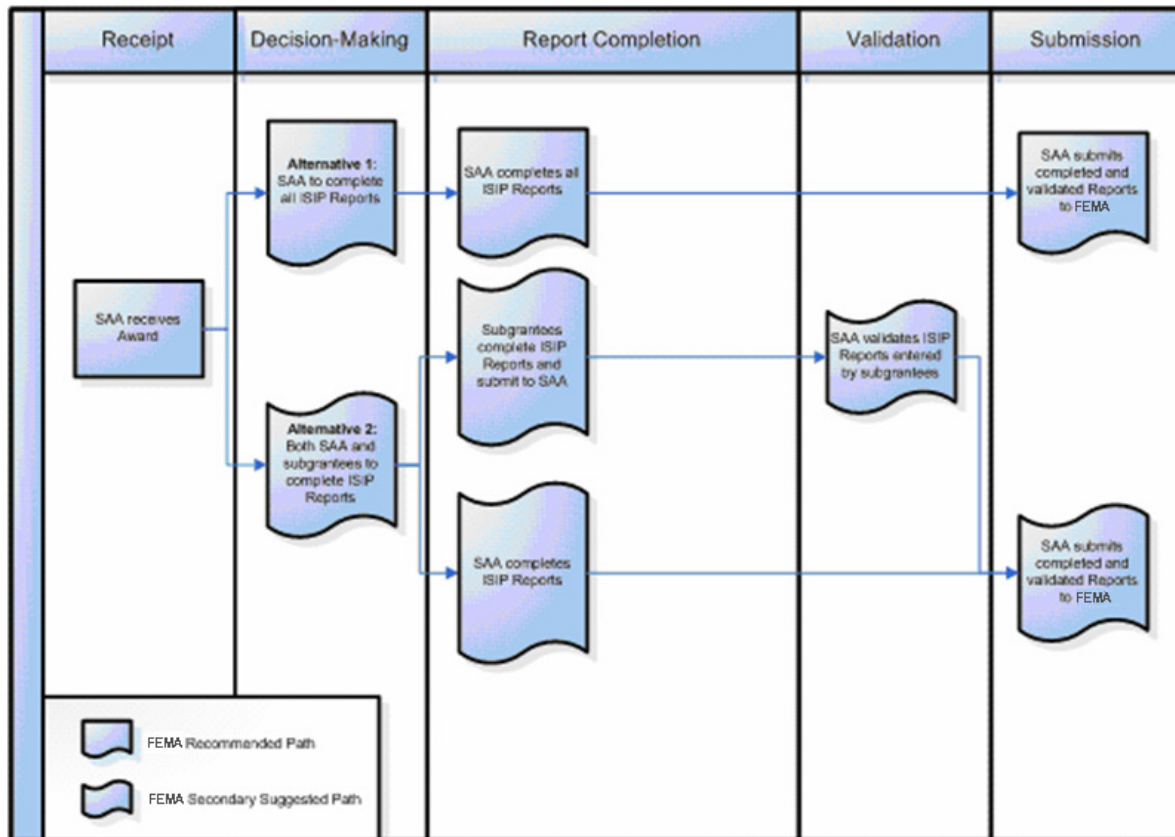 Receipt
Decision-Making
Report Completion
Validation
Submission
Alternative 1:
SAA to complete
all ISIP Reports
SAA completes all
ISIP Reports
SAA submits
completed and
validated Reports
to FEMA
SAA receives
Award
Subgrantees
complete ISIP
Reports and
submit to SAA
SAA validates ISIP
Reports entered
by subgrantees
Alternative 2:
Both SAA and
subgrantees to
complete ISIP
Reports
SAA completes
ISIP Reports
SAA submits
completed and
validated Reports
to FEMA
FEMA Recommended Path
FEMA Secondary Suggested Path